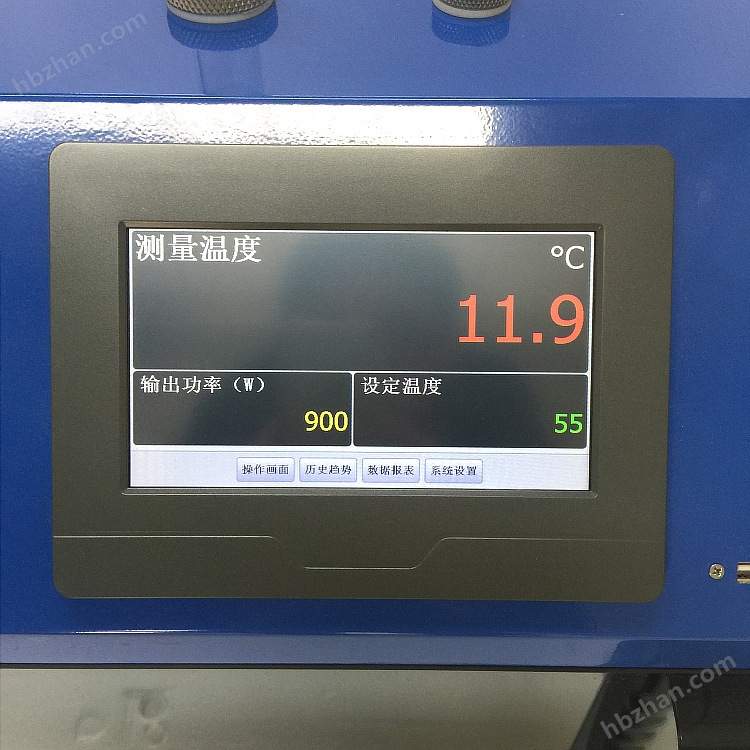 hbzhan.com
测量温度
℃
11.9
输出功率（W）
设定温度
900
55
操作画面 历史趋势 数据报表 系统设置
hbzhan.com